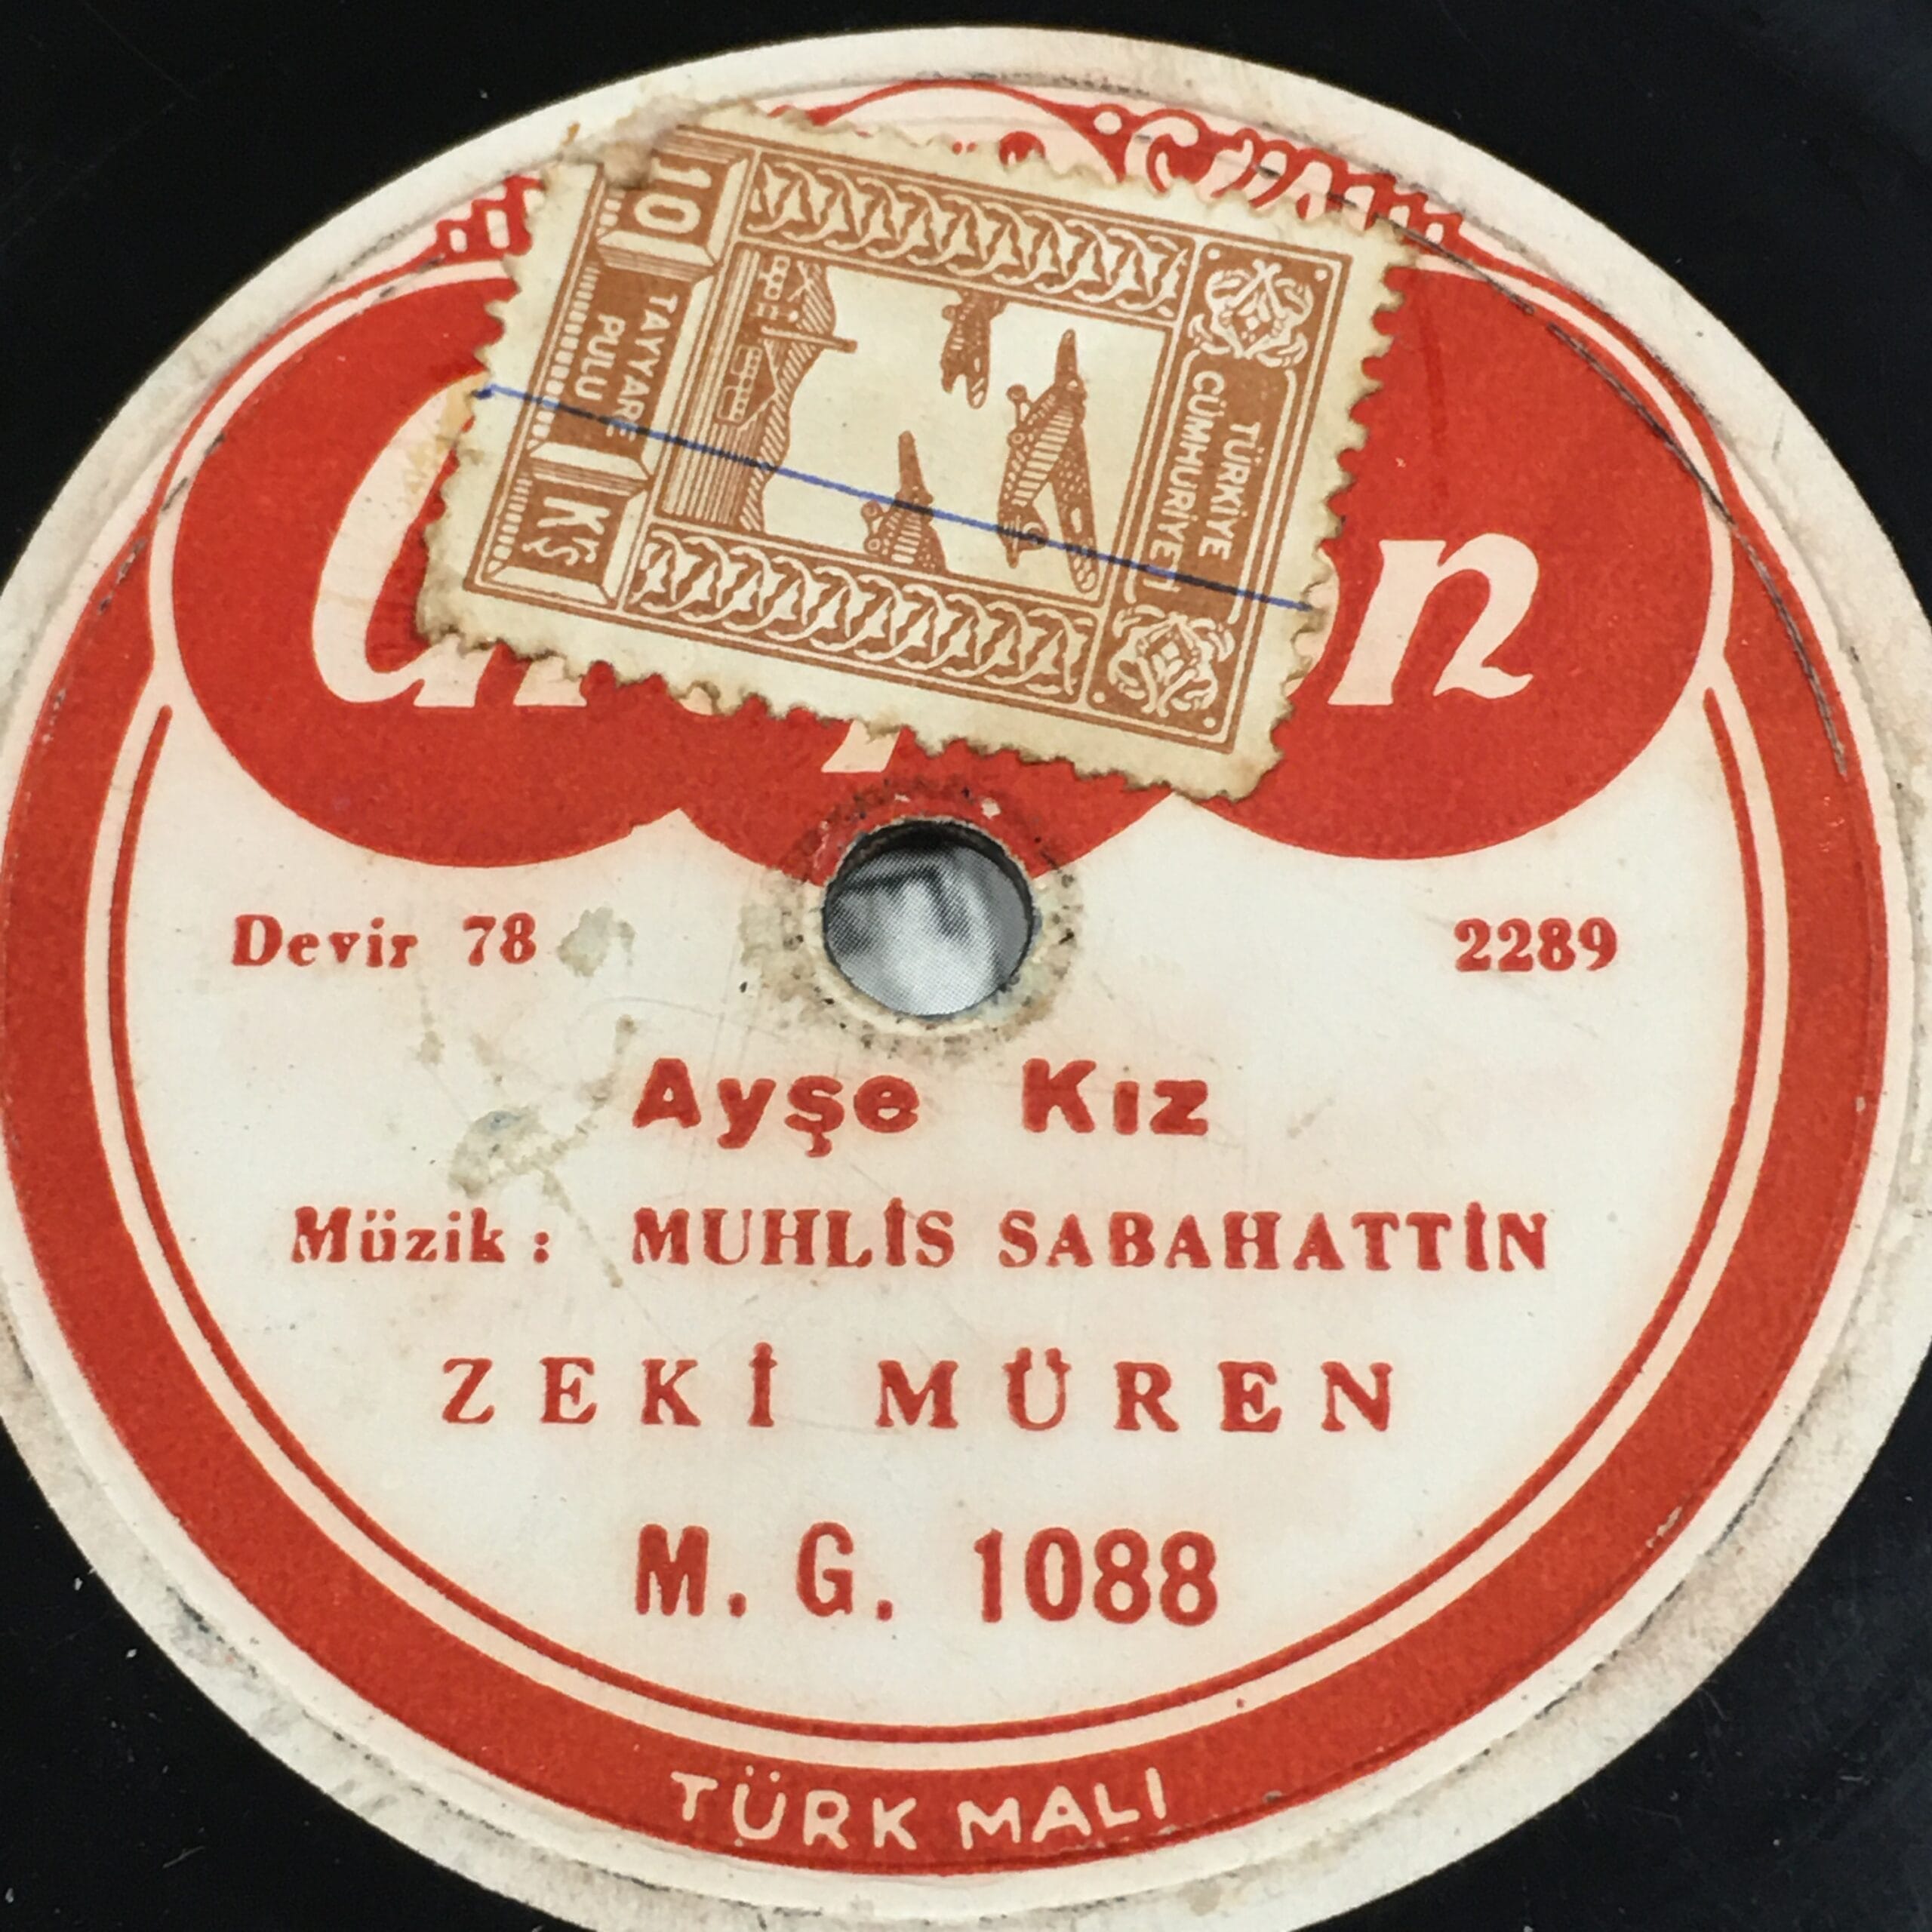 10
TAYYARE
PULU
Kş
TÜRKİYE
CÜMHURİYETİ
Devir 78
2289
Ayşe Kız
Müzik: MUHLİS SABAHATTİN
ZEKİ MÜREN
M. G. 1088
TÜRK MALI